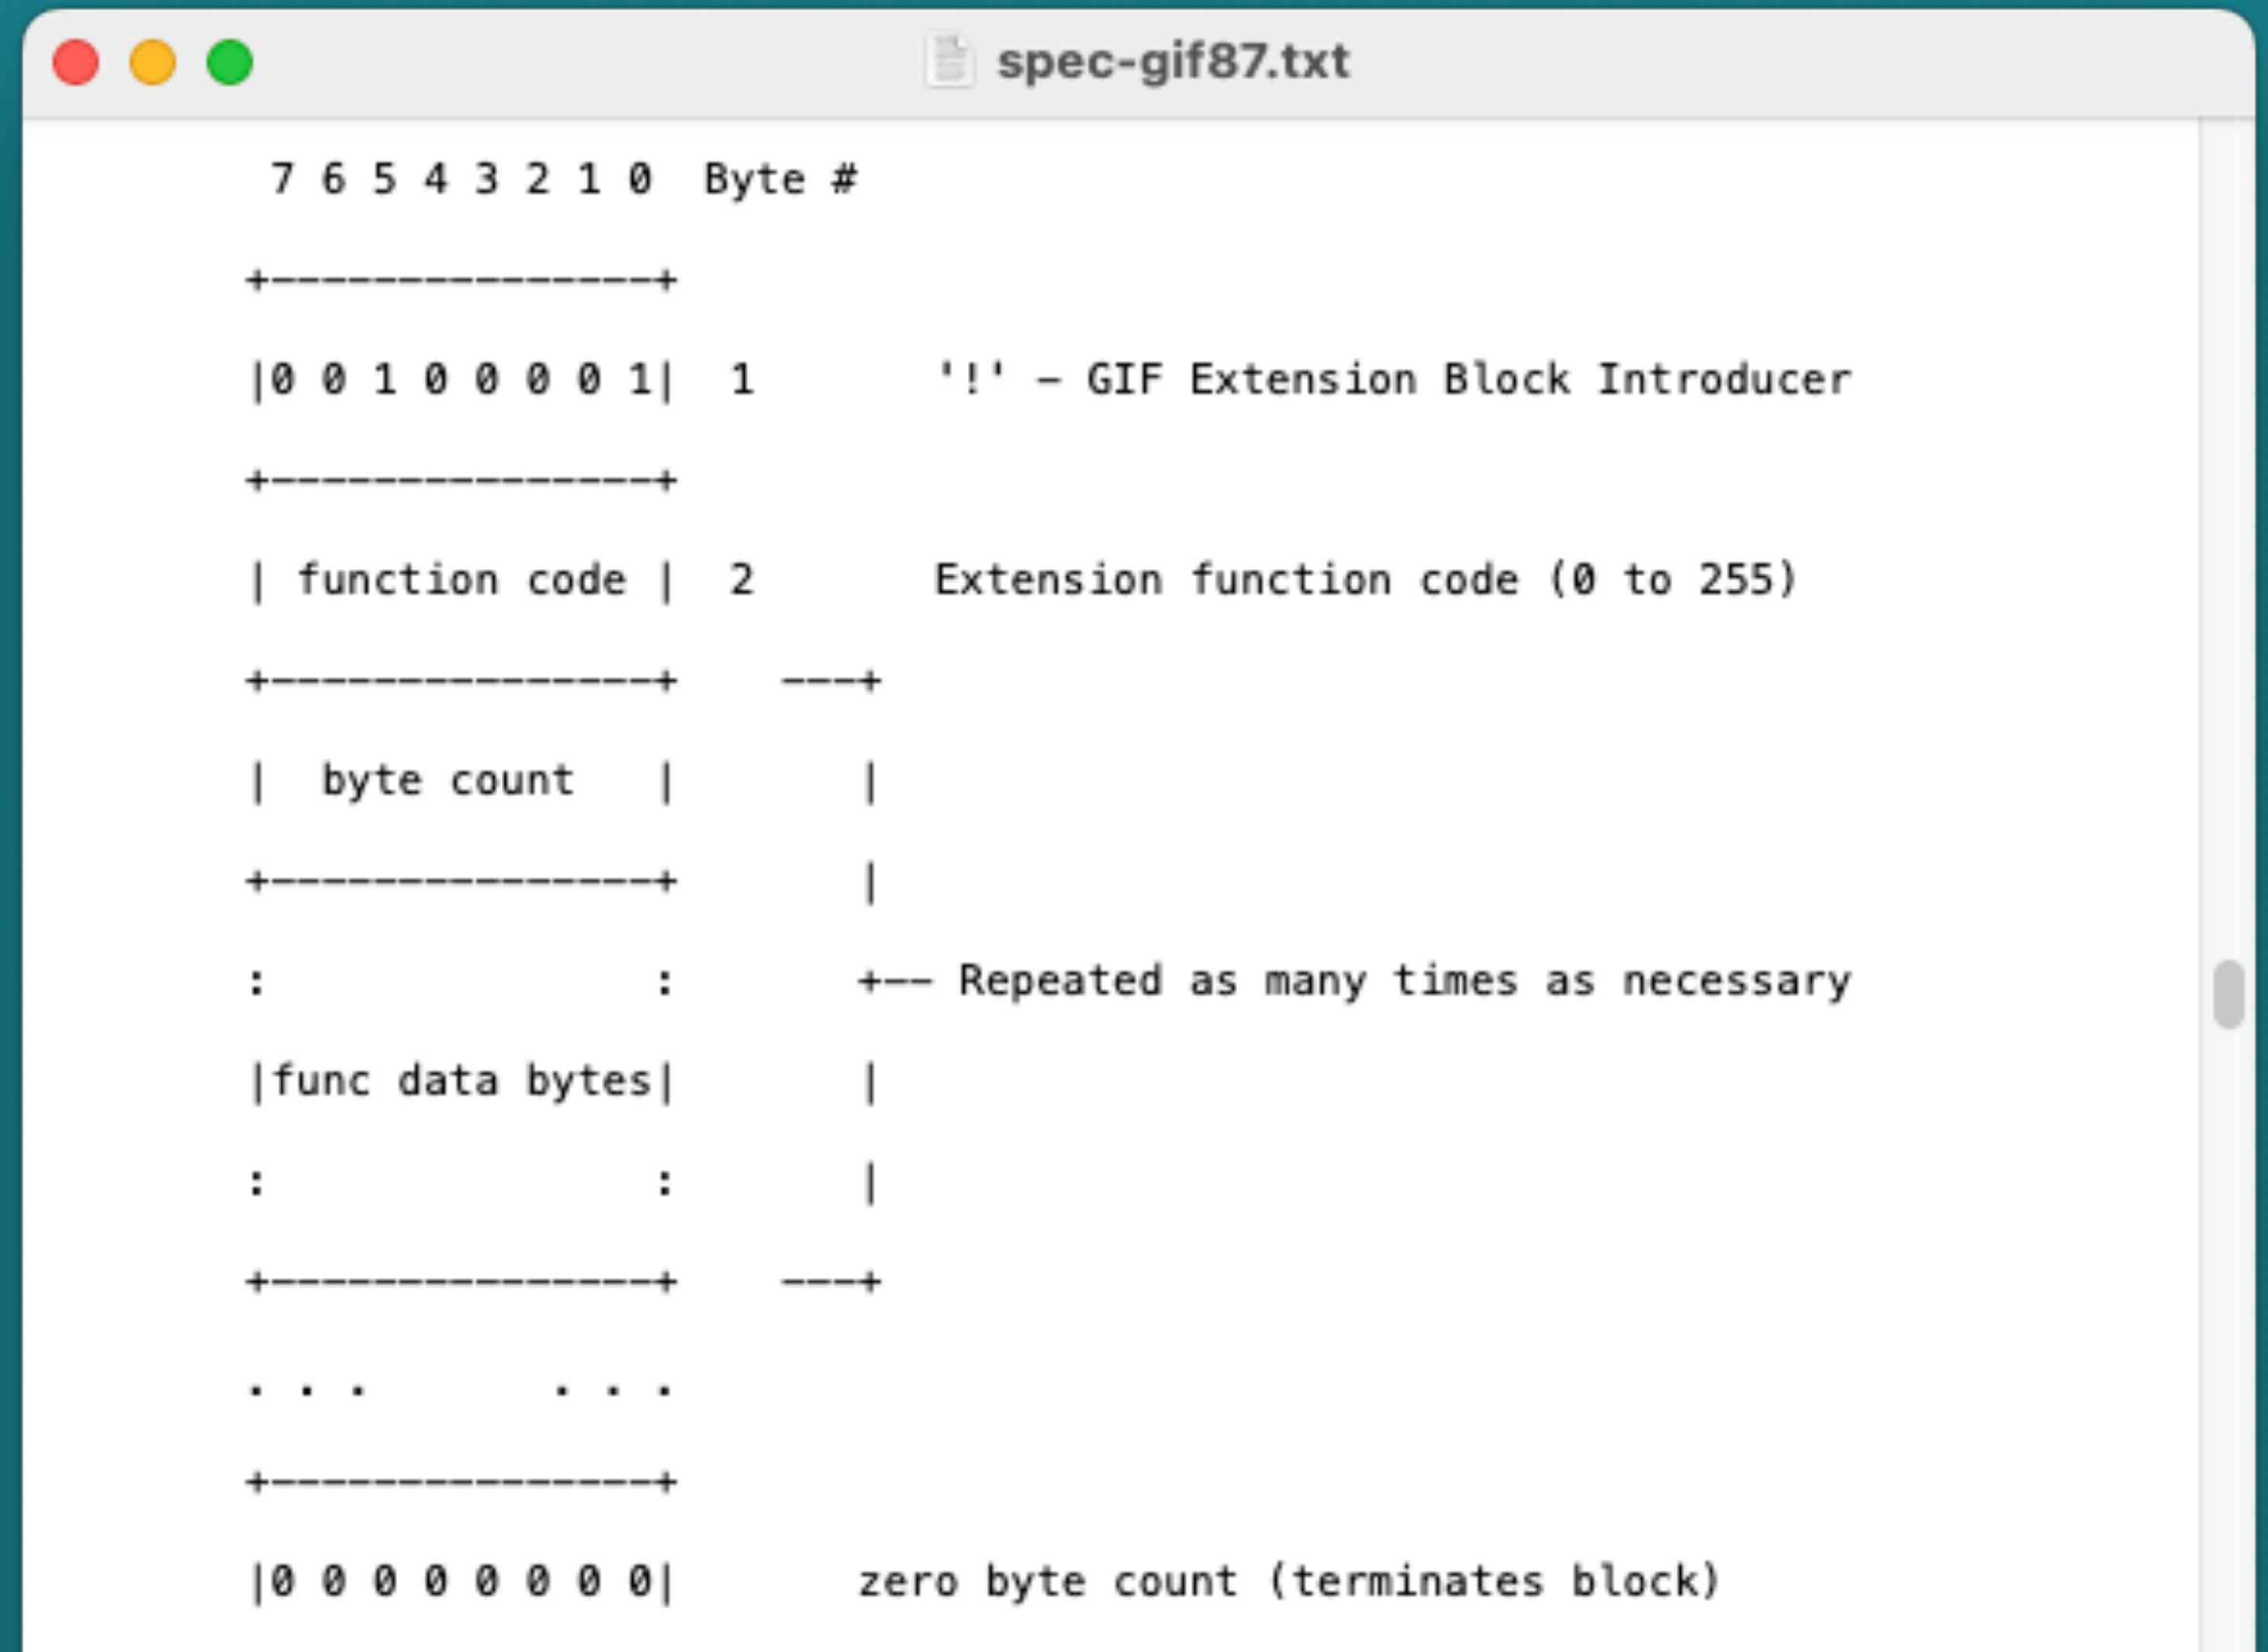 spec-gif87.txt
7 6 5 4 3 2 1 0  Byte #
+---------------+
|0 0 1 0 0 0 0 1|  1       '!' - GIF Extension Block Introducer
+---------------+
| function code |  2       Extension function code (0 to 255)
+---------------+    ---+
|  byte count   |       |
+---------------+       |
:               :       +-- Repeated as many times as necessary
|func data bytes|       |
:               :       |
+---------------+    ---+
. . .       . . .
+---------------+
|0 0 0 0 0 0 0 0|       zero byte count (terminates block)